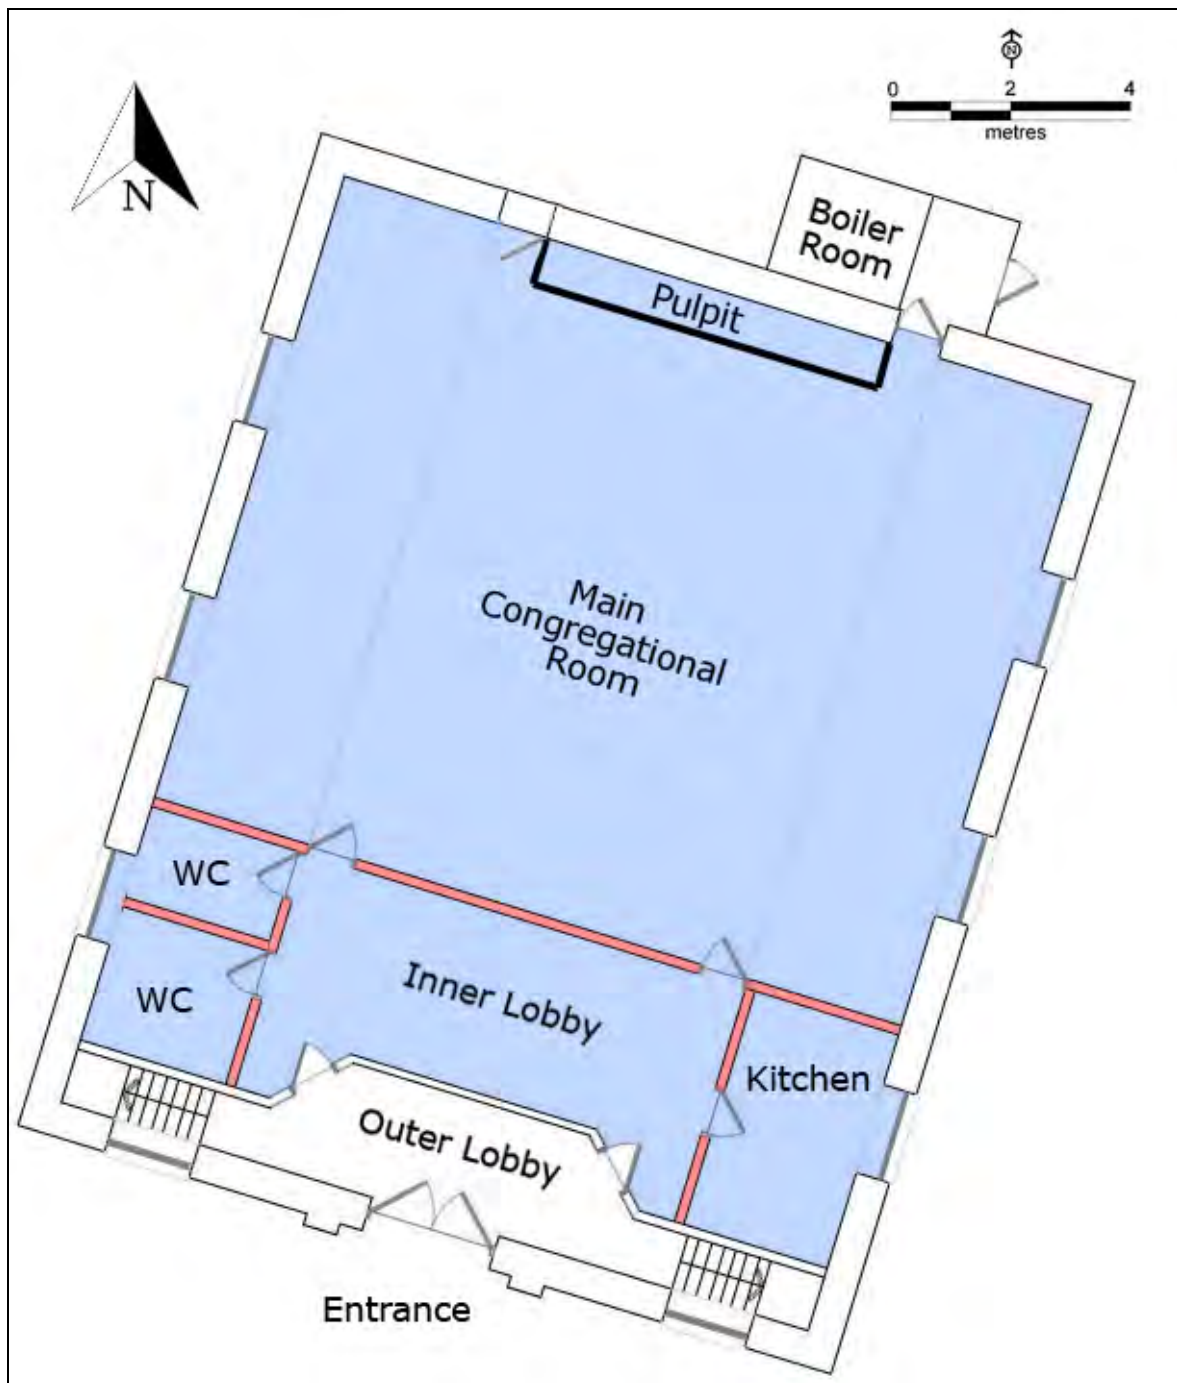 N
0 2 4
metres
N
Boiler
Room
Pulpit
Main
Congregational
Room
WC
Inner Lobby
WC
Kitchen
Outer Lobby
Entrance